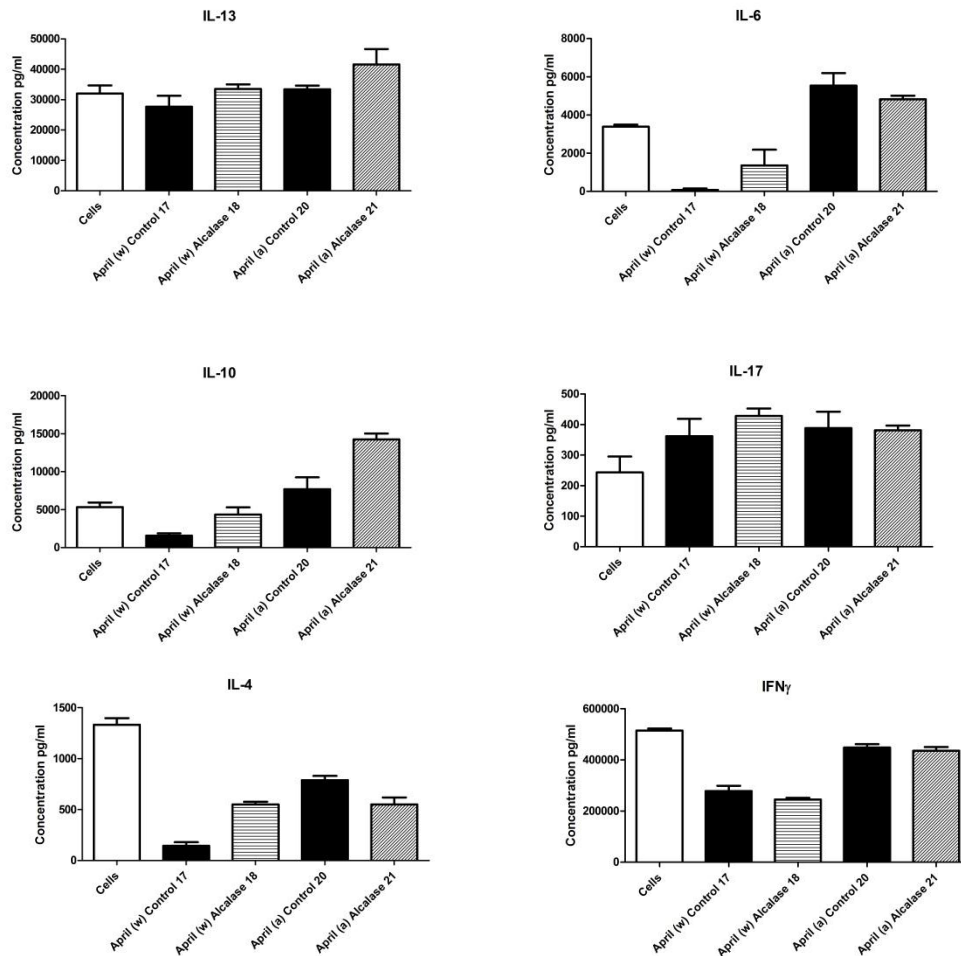 IL-13
Concentration pg/ml
50000
40000
30000
20000
10000
0
Cells
April (w) Control 17
April (w) Alcalase 18
April (a) Control 20
April (a) Alcalase 21
IL-6
Concentration pg/ml
8000
6000
4000
2000
0
Cells
April (w) Control 17
April (w) Alcalase 18
April (a) Control 20
April (a) Alcalase 21
IL-10
Concentration pg/ml
20000
15000
10000
5000
0
Cells
April (w) Control 17
April (w) Alcalase 18
April (a) Control 20
April (a) Alcalase 21
IL-17
Concentration pg/ml
500
400
300
200
100
0
Cells
April (w) Control 17
April (w) Alcalase 18
April (a) Control 20
April (a) Alcalase 21
IL-4
Concentration pg/ml
1500
1000
500
0
Cells
April (w) Control 17
April (w) Alcalase 18
April (a) Control 20
April (a) Alcalase 21
IFNγ
Concentration pg/ml
600000
400000
200000
0
Cells
April (w) Control 17
April (w) Alcalase 18
April (a) Control 20
April (a) Alcalase 21